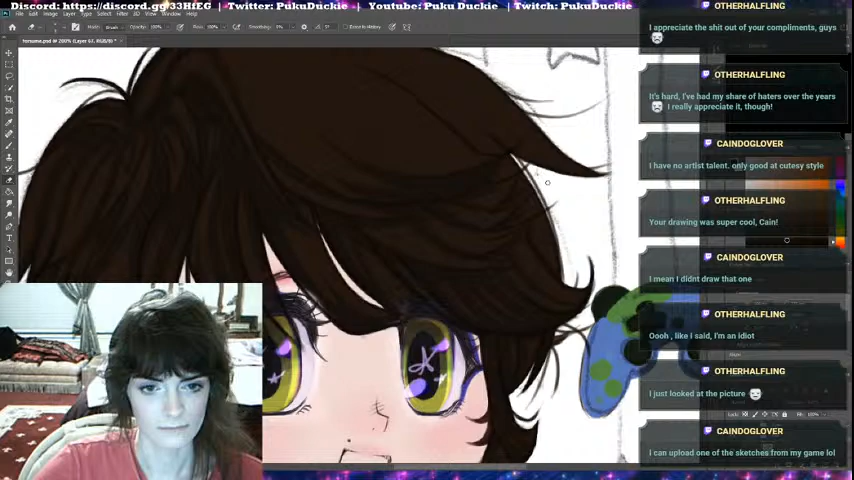 Discord: discord.gg/33HfEG | Twitter: PukuDuckie | Youtube: Puku Duckie | Twitch: PukuDuckie
OTHERHALFLING
I appreciate the shit out of your compliments, guys
OTHERHALFLING
It's hard, I've had my share of haters over the years
I really appreciate it, though!
CAINDOGLOVER
I have no artist talent. only good at cutesy style
OTHERHALFLING
Your drawing was super cool, Cain!
CAINDOGLOVER
I mean I didnt draw that one
OTHERHALFLING
Oooh , like i said, I'm an idiot
OTHERHALFLING
I just looked at the picture
CAINDOGLOVER
I can upload one of the sketches from my game lol